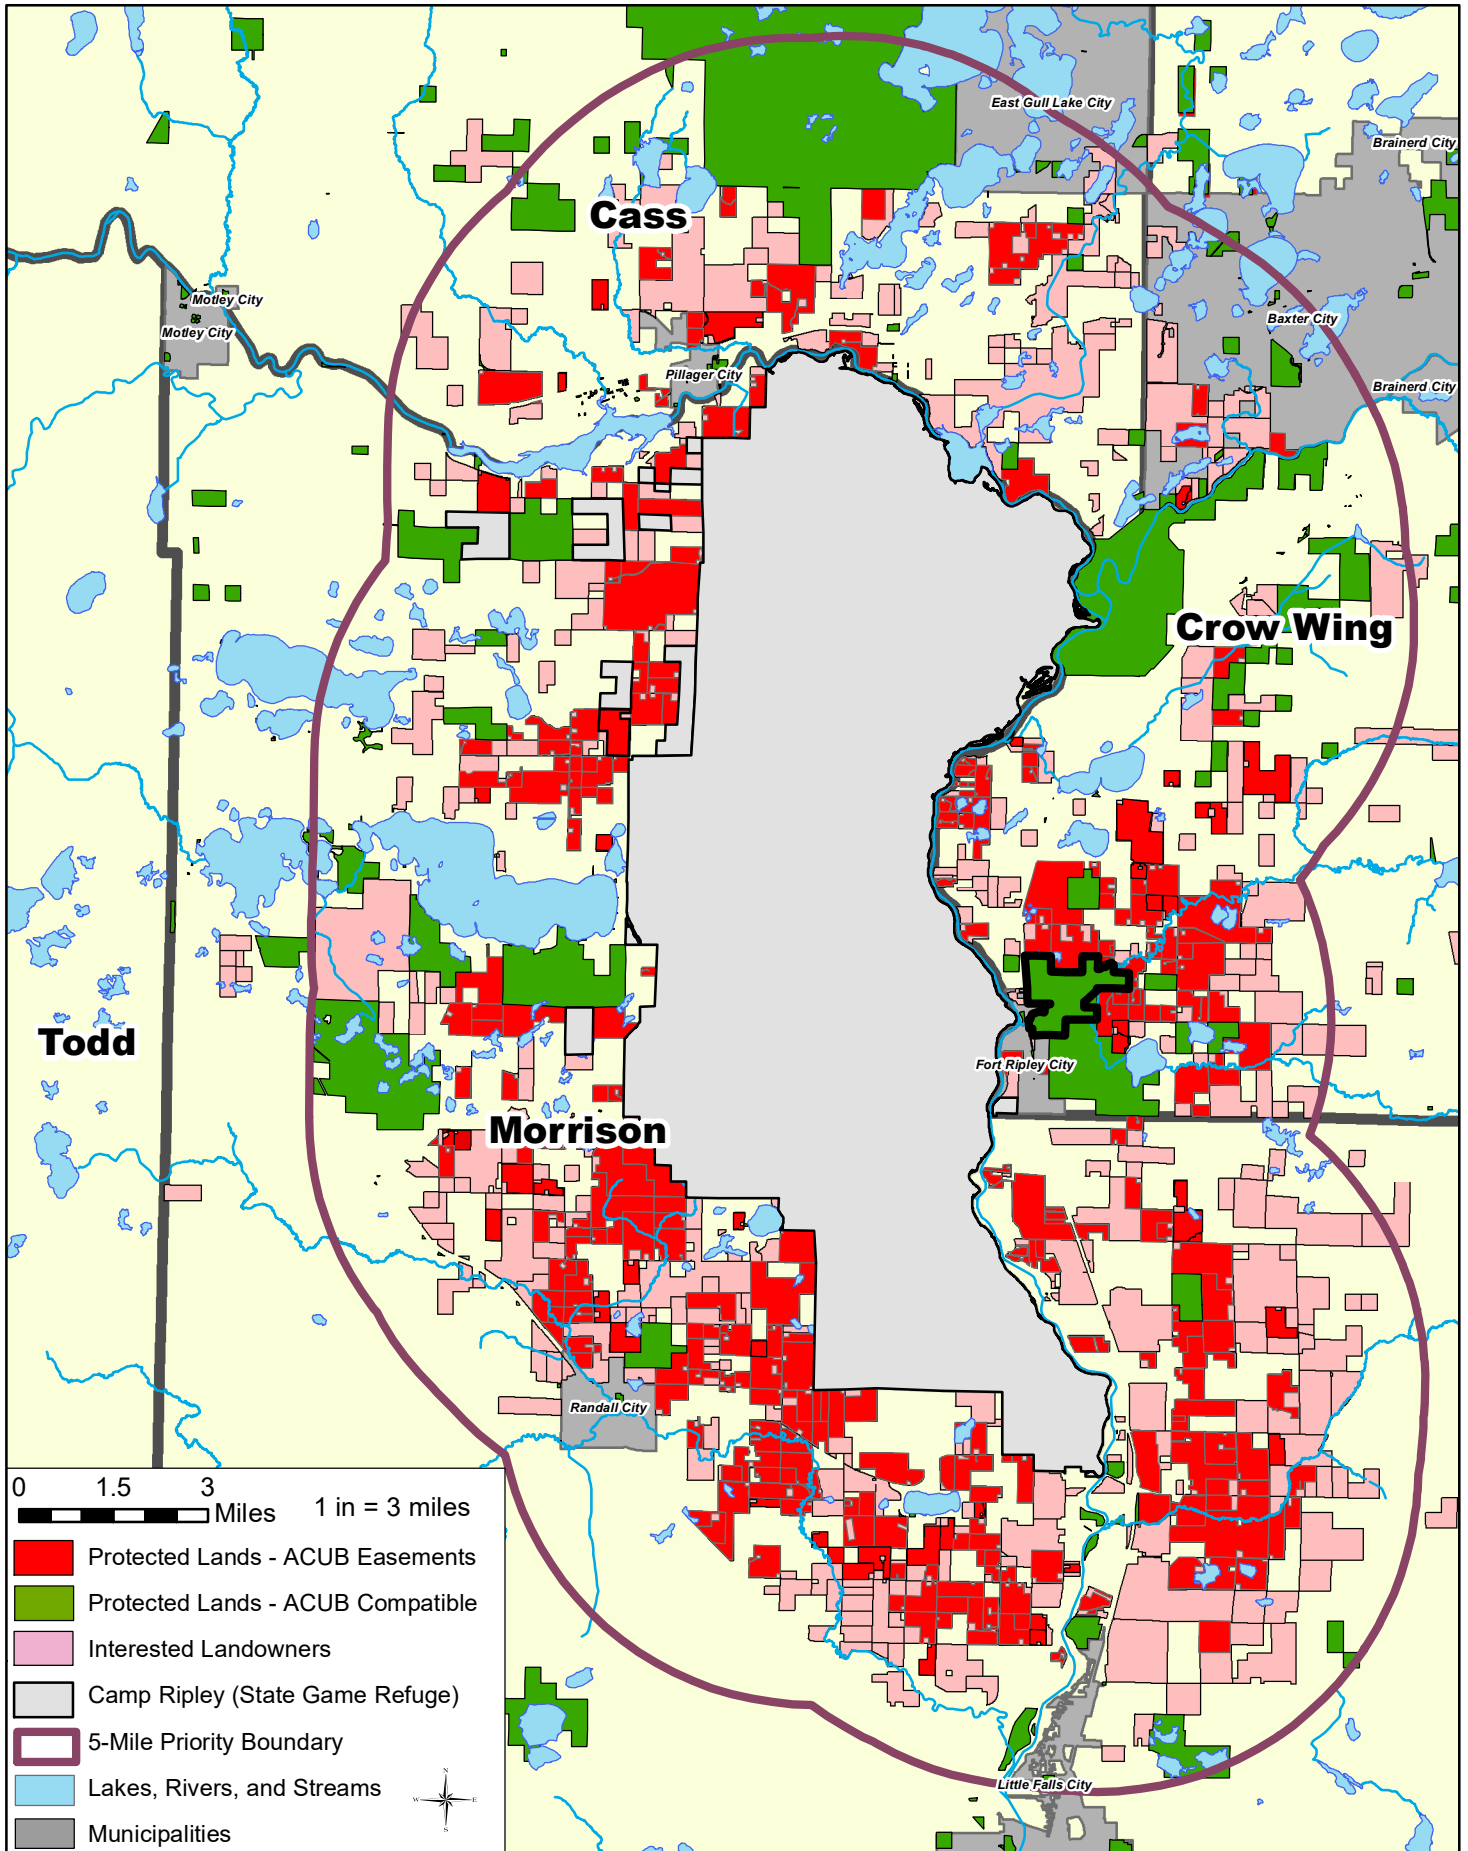 East Gull Lake City
Brainerd City
Cass
Motley City
Motley City
Baxter City
Pillager City
Brainerd City
Crow Wing
Todd
Fort Ripley City
Morrison
Randall City
Little Falls City
0 1.5 3
Miles
1 in = 3 miles
Protected Lands - ACUB Easements
Protected Lands - ACUB Compatible
Interested Landowners
Camp Ripley (State Game Refuge)
5-Mile Priority Boundary
Lakes, Rivers, and Streams
Municipalities
N
W E
S